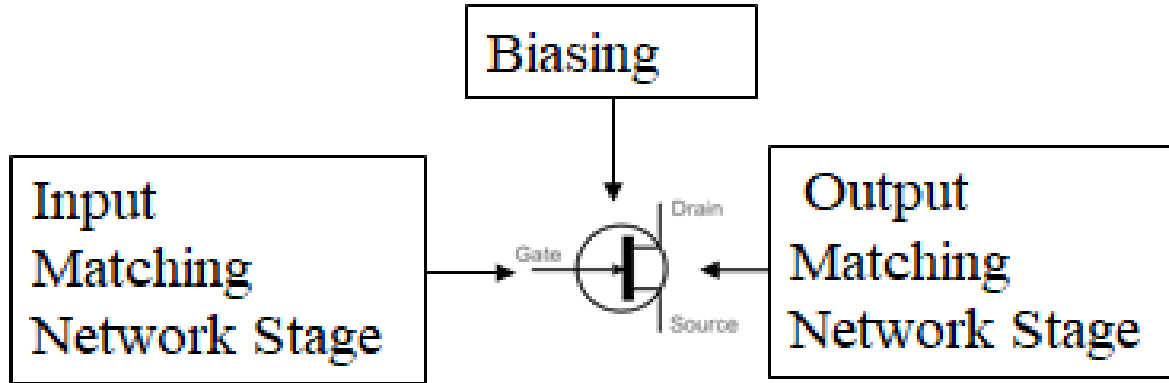 Biasing
Input
Matching
Network Stage
Drain
Gate
Source
Output
Matching
Network Stage